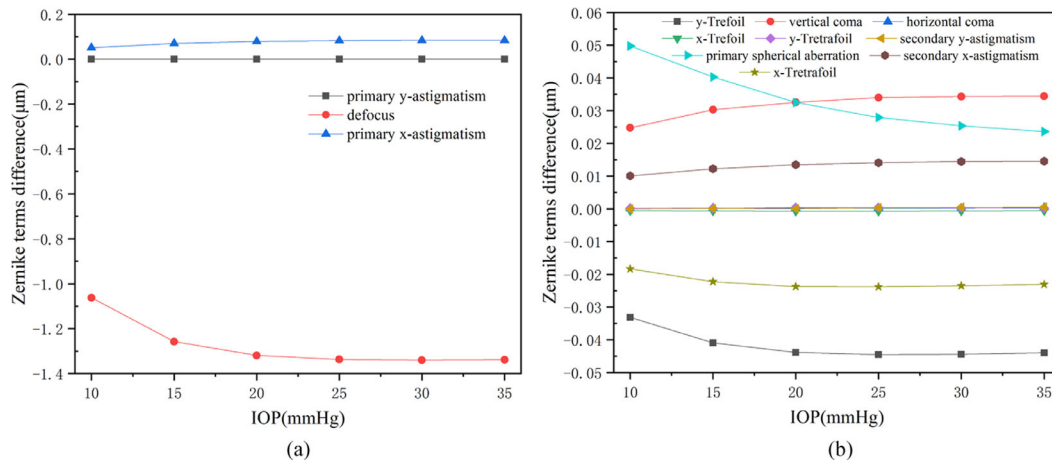 Zernike terms difference(μm)
0.2
0.0
-0.2
-0.4
-0.6
-0.8
-1.0
-1.2
-1.4
primary y-astigmatism
defocus
primary x-astigmatism
10 15 20 25 30 35
IOP(mmHg)
(a)
Zernike terms difference(μm)
0.06
0.05
0.04
0.03
0.02
0.01
0.00
-0.01
-0.02
-0.03
-0.04
-0.05
y-Trefoil vertical coma horizontal coma
x-Trefoil y-Tretrafoil secondary y-astigmatism
primary spherical aberration secondary x-astigmatism
x-Tretrafoil
10 15 20 25 30 35
IOP(mmHg)
(b)